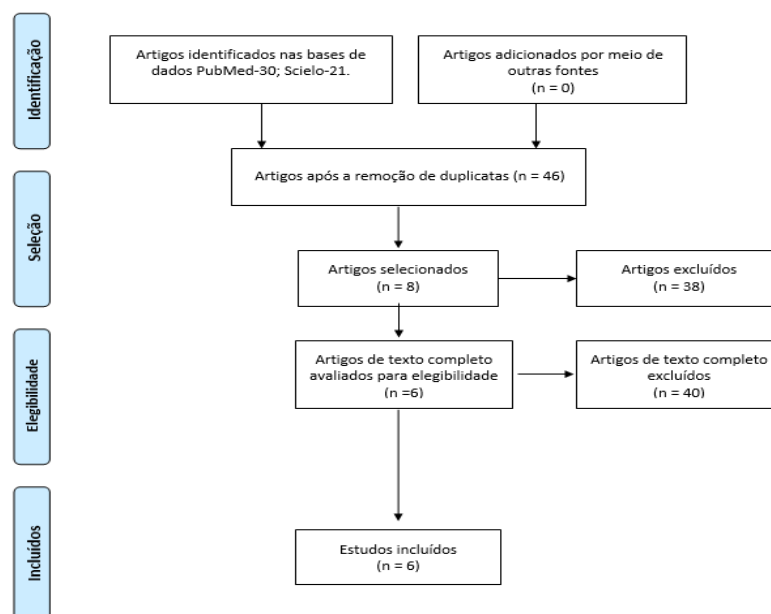 Identificação
Artigos identificados nas bases de
dados PubMed-30; Scielo-21.
Artigos adicionados por meio de
outras fontes
(n = 0)
Artigos após a remoção de duplicatas (n = 46)
Seleção
Artigos selecionados
(n = 8)
Artigos excluídos
(n = 38)
Elegibilidade
Artigos de texto completo
avaliados para elegibilidade
(n =6)
Artigos de texto completo
excluídos
(n = 40)
Incluídos
Estudos incluídos
(n = 6)